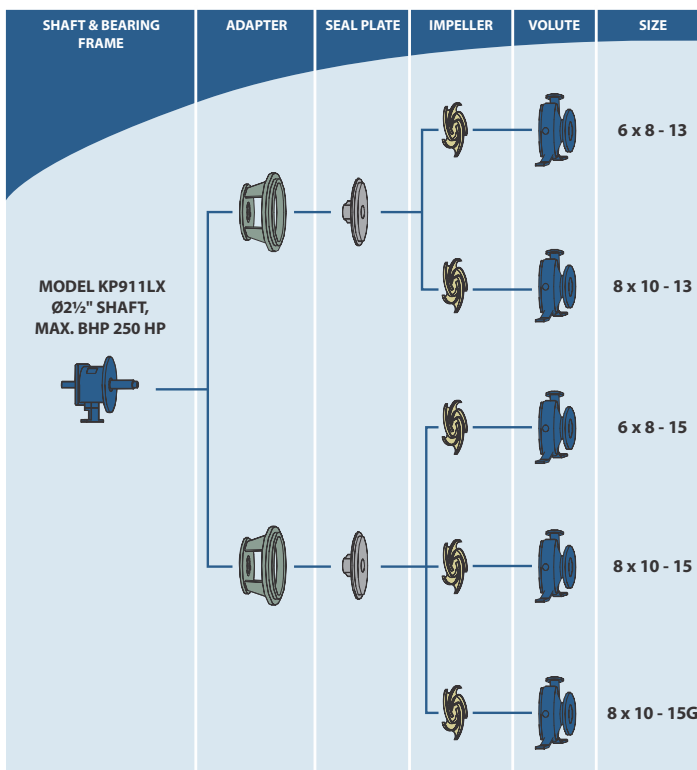 SHAFT & BEARING
FRAME
ADAPTER
SEAL PLATE
IMPELLER
VOLUTE
SIZE
6 x 8 - 13
8 x 10 - 13
MODEL KP911LX
Ø2½" SHAFT,
MAX. BHP 250 HP
6 x 8 - 15
8 x 10 - 15
8 x 10 - 15G